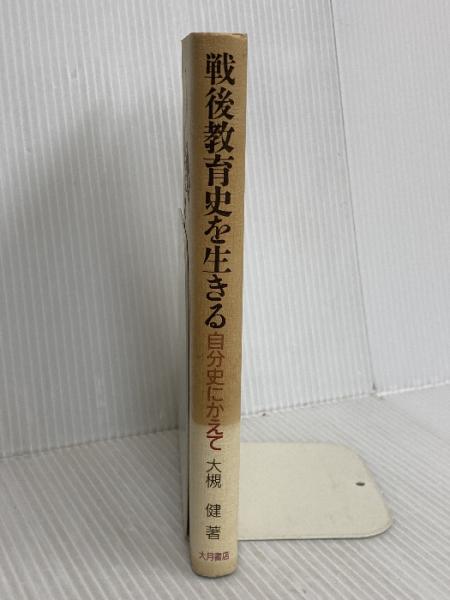 戦後教育史を生きる
自分史にかえて
大槻 健 著
大月書店